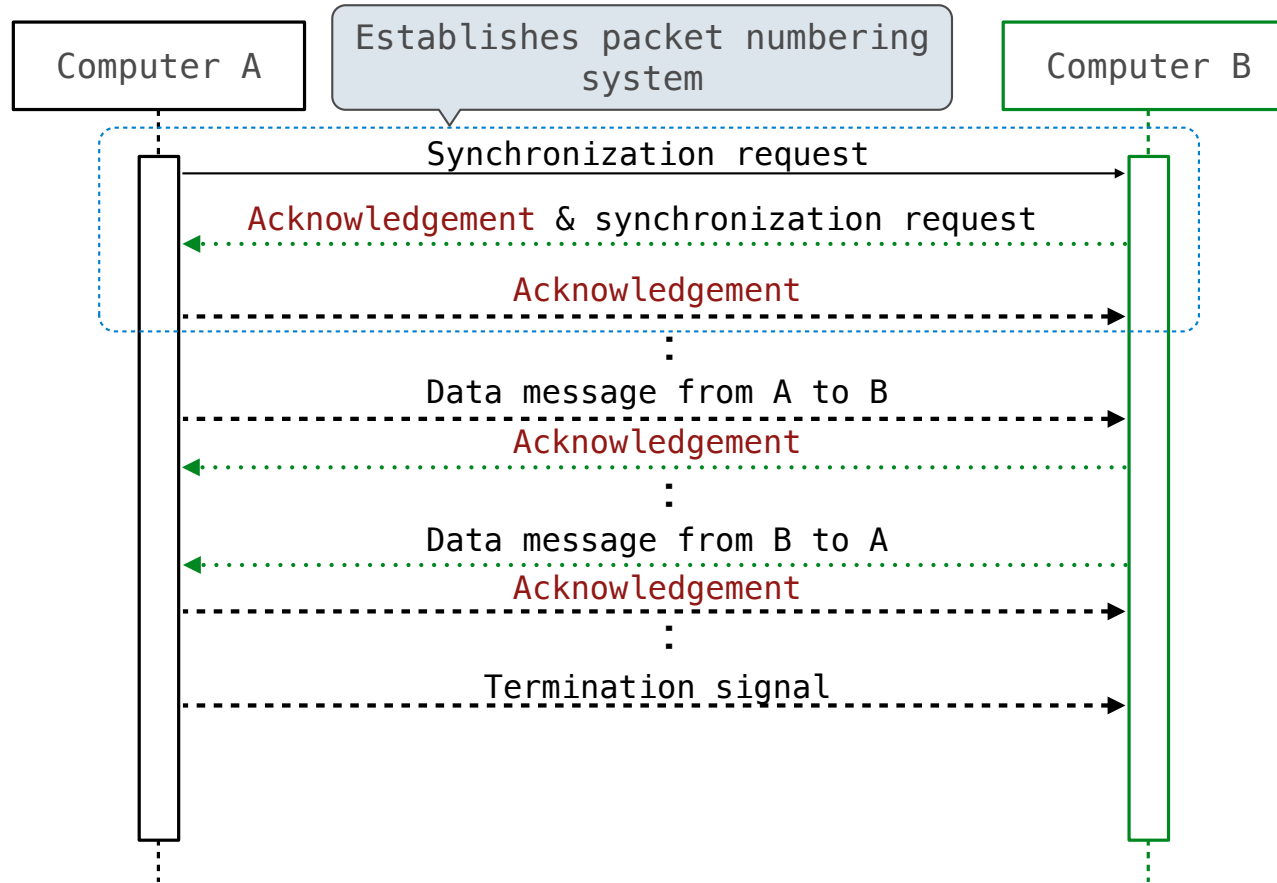 Establishes packet numbering
system
Computer A
Computer B
Synchronization request
Acknowledgement & synchronization request
Acknowledgement
:
Data message from A to B
Acknowledgement
:
Data message from B to A
Acknowledgement
:
Termination signal